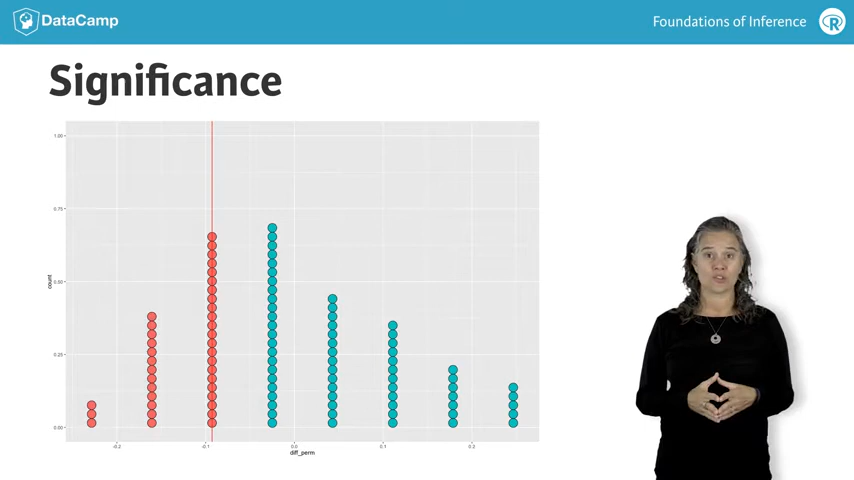 DataCamp
Foundations of Inference
R
Significance
1.00
0.75
0.50
0.25
0.00
count
-0.2
-0.1
0.0
0.1
0.2
diff_perm